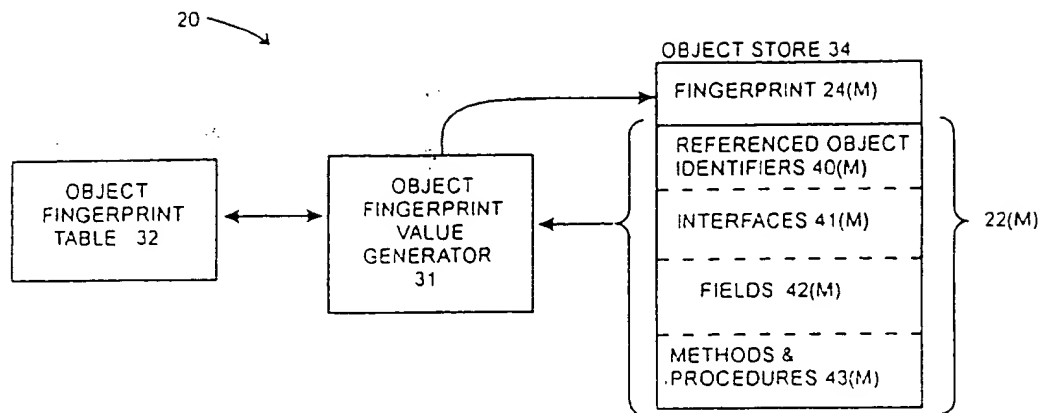 20
OBJECT STORE 34
FINGERPRINT 24(M)
REFERENCED OBJECT
IDENTIFIERS 40(M)
INTERFACES 41(M)
FIELDS 42(M)
METHODS &
PROCEDURES 43(M)
22(M)
OBJECT
FINGERPRINT
VALUE
GENERATOR
31
OBJECT
FINGERPRINT
TABLE 32